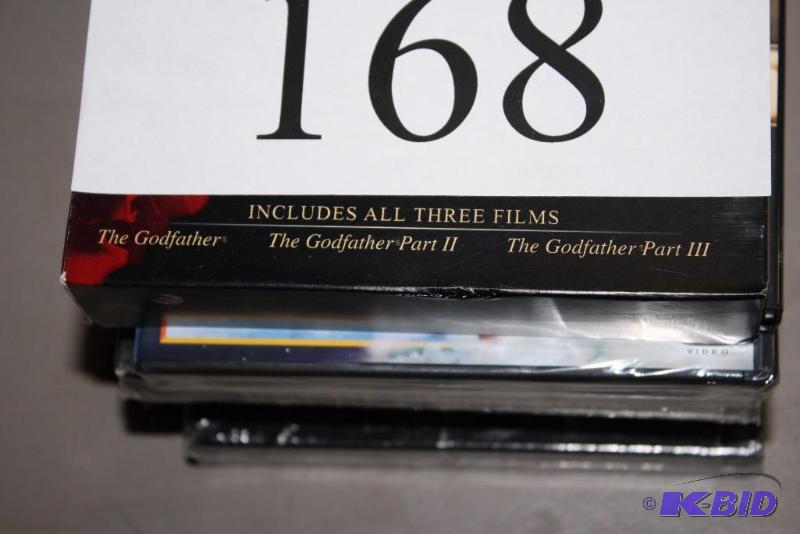 168
INCLUDES ALL THREE FILMS
The Godfather® The Godfather® Part II The Godfather® Part III
VIDEO
© K-BID